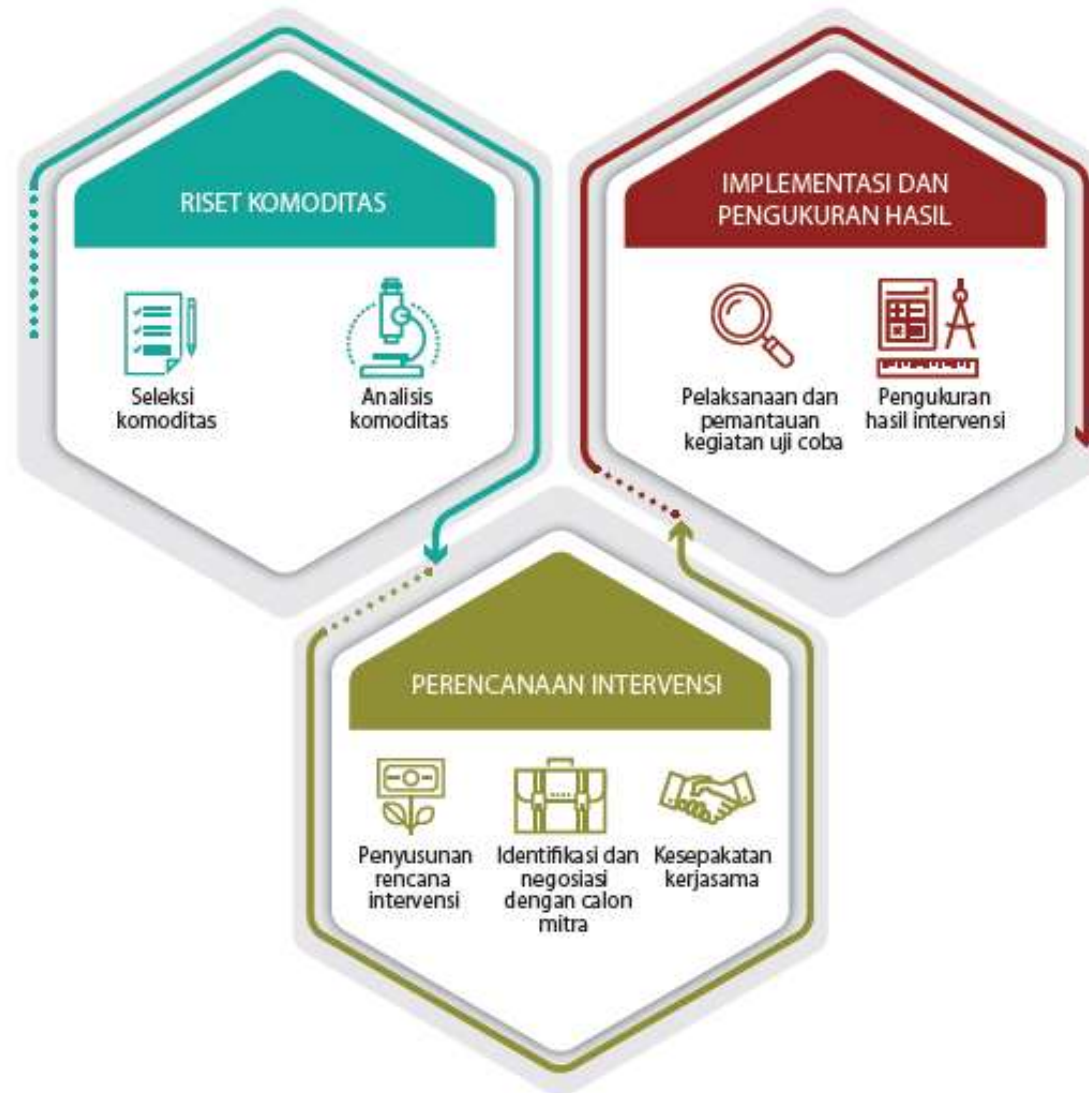 RISET KOMODITAS
Seleksi
komoditas
Analisis
komoditas
IMPLEMENTASI DAN
PENGUKURAN HASIL
Pelaksanaan dan
pemantauan
kegiatan uji coba
Pengukuran
hasil intervensi
PERENCANAAN INTERVENSI
Penyusunan
rencana
intervensi
Identifikasi dan
negosiasi
dengan calon
mitra
Kesepakatan
kerjasama